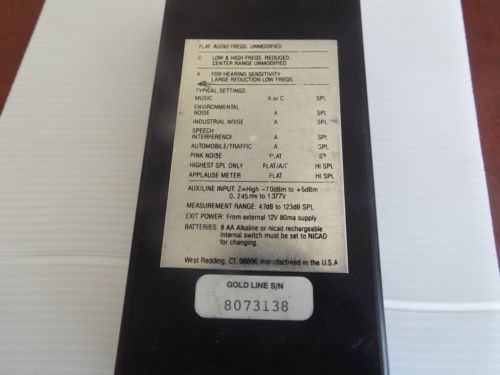 FLAT AUDIO FREQS. UNMODIFIED
C LOW & HIGH FREQS. REDUCED
CENTER RANGE UNMODIFIED
A FOR HEARING SENSITIVITY
LARGE REDUCTION LOW FREQS.
TYPICAL SETTINGS:
MUSIC A or C SPL
ENVIRONMENTAL
NOISE A SPL
INDUSTRIAL NOISE A SPL
SPEECH
INTERFERENCE A SPL
AUTOMOBILE/TRAFFIC A SPL
PINK NOISE FLAT SP
HIGHEST SPL ONLY FLAT/A/C HI SPL
APPLAUSE METER FLAT HI SPL
AUX/LINE INPUT: Z=High -70dBm to +5dBm
0.245 mv to 1.377V
MEASUREMENT RANGE: 47dB to 123dB SPL
EXIT POWER: From external 12V 80ma supply
BATTERIES: 8 AA Alkaline or nicad rechargeable
Internal switch must be set to NICAD
for changing.
West Redding, CT. 06896 manufactured in the U.S.A
GOLD LINE S/N
8073138